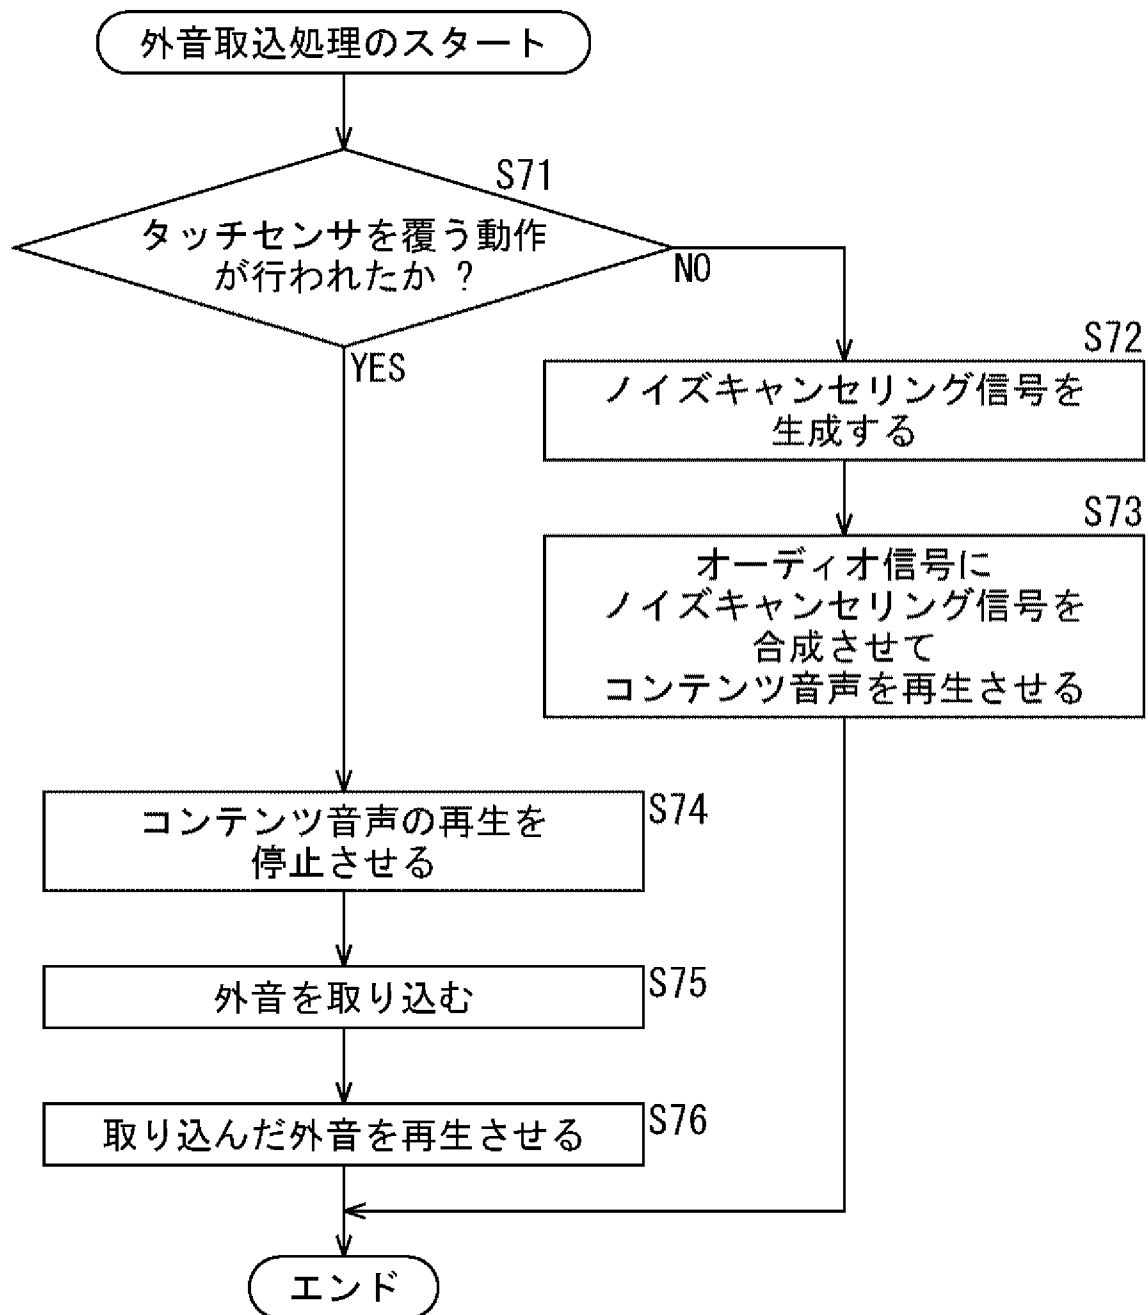 外音取込処理のスタート
S71
タッチセンサを覆う動作
が行われたか ?
NO
YES
S72
ノイズキャンセリング信号を
生成する
S73
オーディオ信号に
ノイズキャンセリング信号を
合成させて
コンテンツ音声を再生させる
コンテンツ音声の再生を
停止させる
S74
外音を取り込む
S75
取り込んだ外音を再生させる
S76
エンド